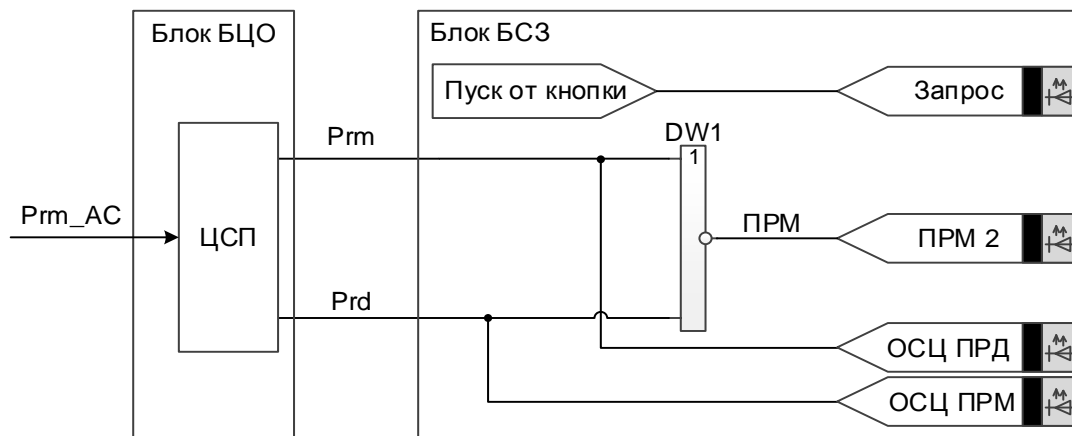 Блок БЦО
Блок БСЗ
Пуск от кнопки
Запрос
Prm
DW1
1
Prm_AC
ЦСП
ПРМ
ПРМ 2
Prd
ОСЦ ПРД
ОСЦ ПРМ